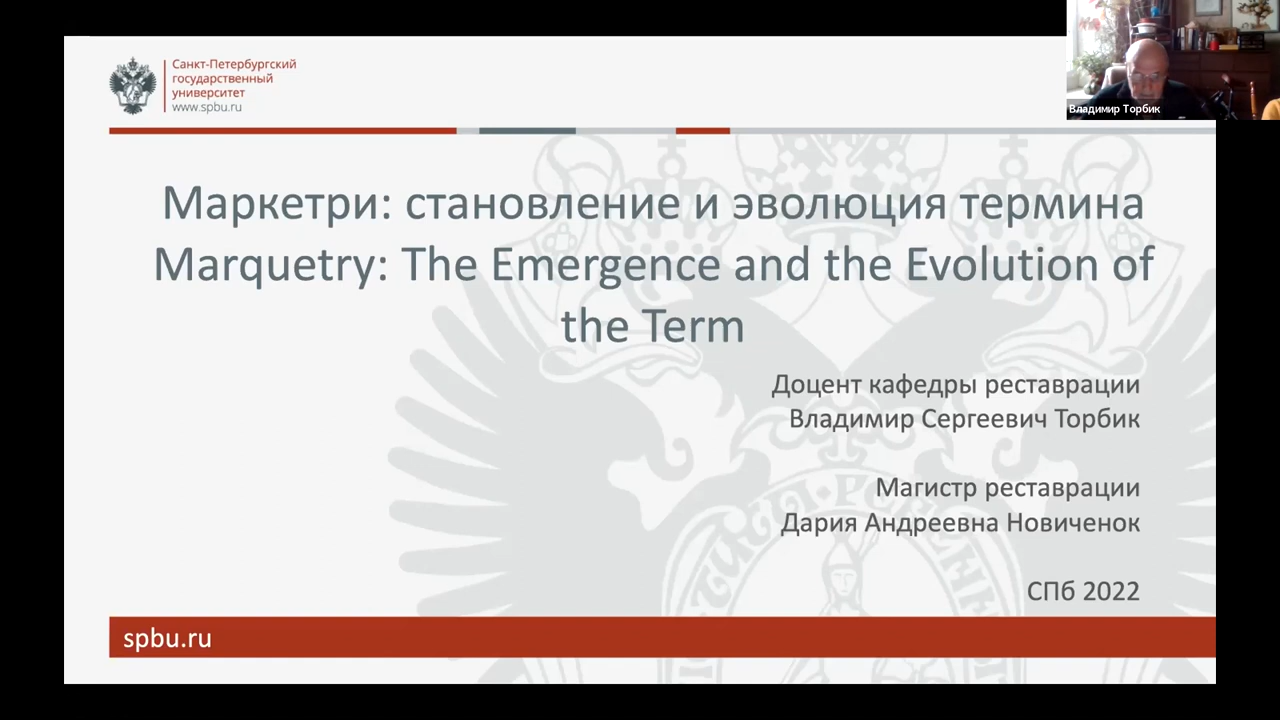 Санкт-Петербургский
государственный
университет
www.spbu.ru
Владимир Торбик
Маркетри: становление и эволюция термина
Marquetry: The Emergence and the Evolution of
the Term
Доцент кафедры реставрации
Владимир Сергеевич Торбик
Магистр реставрации
Дария Андреевна Новиченок
СПб 2022
spbu.ru